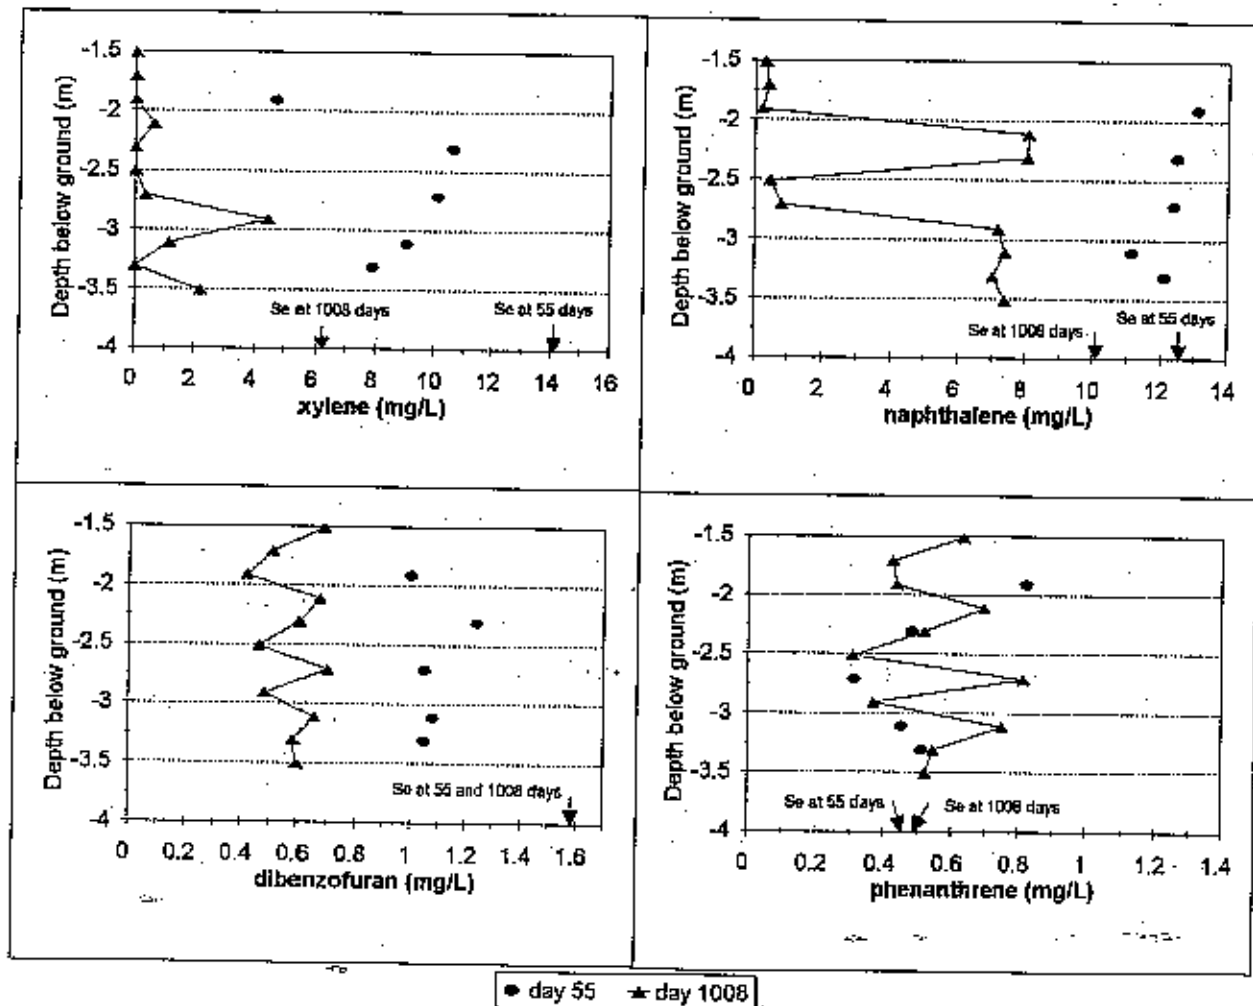 -1.5
-2
-2.5
-3
-3.5
-4
Depth below ground (m)
Se at 1008 days
Se at 55 days
0 2 4 6 8 10 12 14 16
xylene (mg/L)
-1.5
-2
-2.5
-3
-3.5
-4
Depth below ground (m)
Se at 1008 days
Se at 55 days
0 2 4 6 8 10 12 14
naphthalene (mg/L)
-1.5
-2
-2.5
-3
-3.5
-4
Depth below ground (m)
Se at 55 and 1008 days
0 0.2 0.4 0.6 0.8 1 1.2 1.4 1.6
dibenzofuran (mg/L)
-1.5
-2
-2.5
-3
-3.5
-4
Depth below ground (m)
Se at 55 days
Se at 1008 days
0 0.2 0.4 0.6 0.8 1 1.2 1.4
phenanthrene (mg/L)
day 55 day 1008